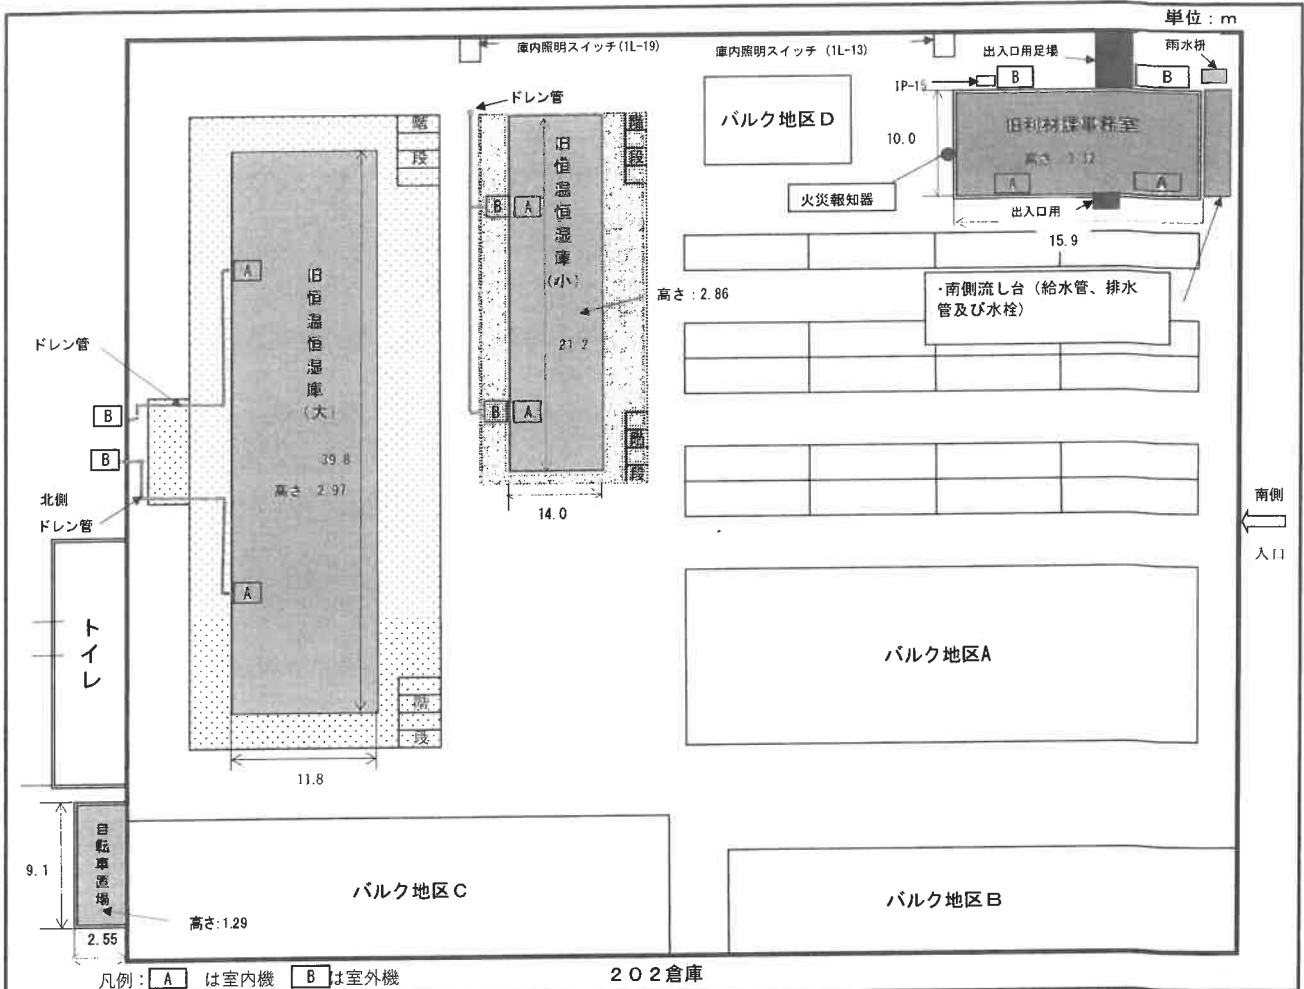 単位：m
庫内照明スイッチ(1L-19)
庫内照明スイッチ（1L-13）
出入口用足場
雨水枡
ドレン管
1P-15
B
B
バルク地区D
旧利材課事務室
高さ 3.32
A
A
10.0
火災報知器
出入口用
15.9
・南側流し台（給水管、排水
管及び水栓）
階
段
階
段
旧恒温恒湿庫(小)
B
A
B
A
高さ：2.86
21.2
階
段
14.0
A
旧恒温恒湿庫(大)
39.8
高さ 2.97
A
階
段
11.8
ドレン管
B
B
北側
ドレン管
南側
入口
トイレ
バルク地区A
自転車置場
9.1
高さ:1.29
2.55
バルク地区C
バルク地区B
凡例：A は室内機 B は室外機
202倉庫